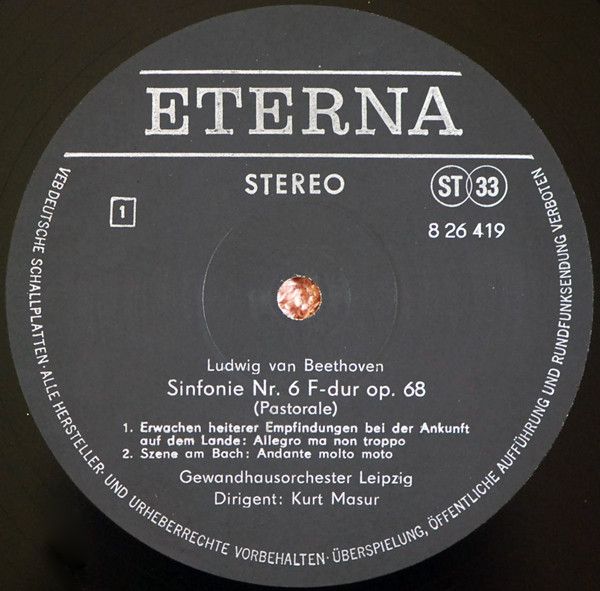 ETERNA
STEREO
ST 33
1
8 26 419
Ludwig van Beethoven
Sinfonie Nr. 6 F-dur op. 68
(Pastorale)
1. Erwachen heiterer Empfindungen bei der Ankunft
auf dem Lande: Allegro ma non troppo
2. Szene am Bach: Andante molto moto
Gewandhausorchester Leipzig
Dirigent: Kurt Masur
VEB DEUTSCHE SCHALLPLATTEN · ALLE HERSTELLER- UND URHEBERRECHTE VORBEHALTEN · ÜBERSPIELUNG, ÖFFENTLICHE AUFFÜHRUNG UND RUNDFUNKSENDUNG VERBOTEN